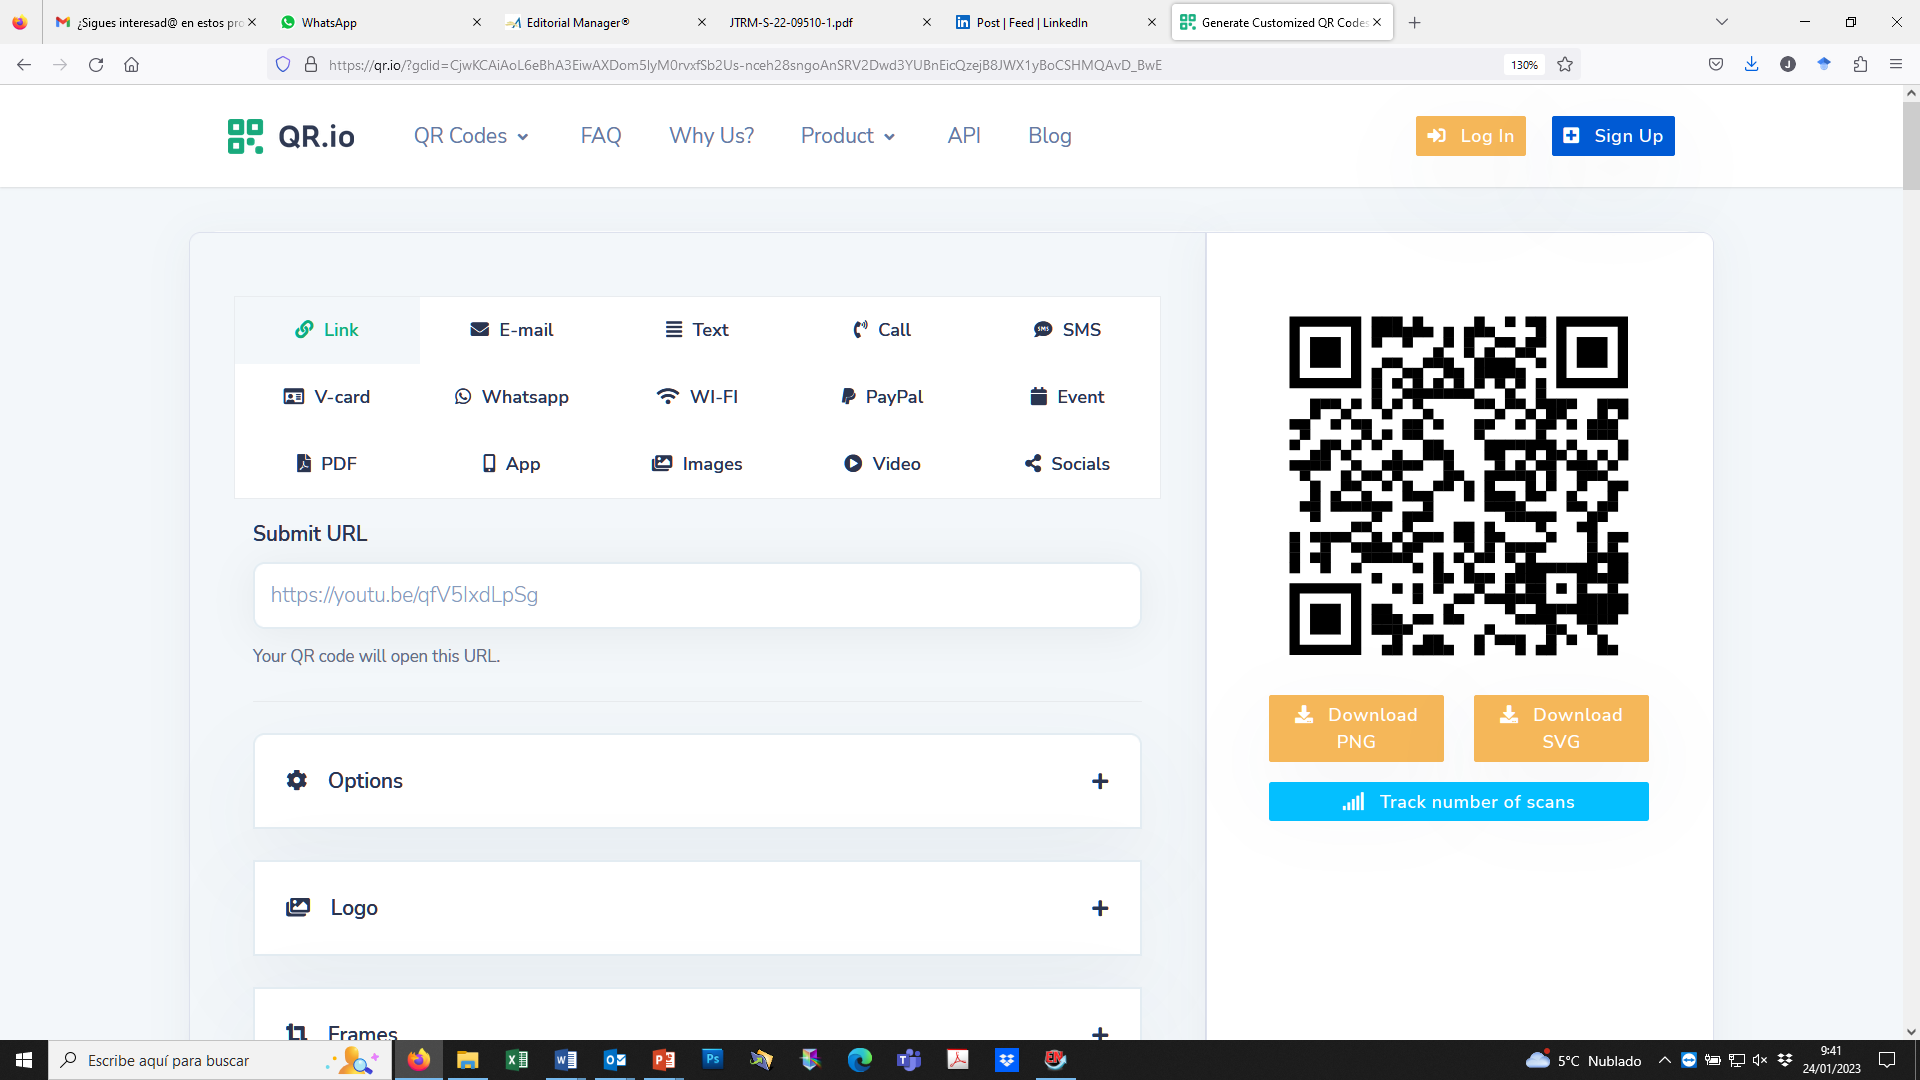 ¿Sigues interesad@ en estos pro
WhatsApp
Editorial Manager®
JTRM-S-22-09510-1.pdf
Post | Feed | LinkedIn
Generate Customized QR Codes
https://qr.io/?gclid=CjwKCAiAoL6eBhA3EiwAXDom5lyM0rvxfSb2Us-nceh28sngoAnSRV2Dwd3YUBnEicQzejB8JWX1yBoCSHMQAvD_BwE
130%
J
QR.io
QR Codes
FAQ
Why Us?
Product
API
Blog
Log In
Sign Up
Link
E-mail
Text
Call
SMS
V-card
Whatsapp
WI-FI
PayPal
Event
PDF
App
Images
Video
Socials
Submit URL
https://youtu.be/qfV5IxdLpSg
Your QR code will open this URL.
Download
PNG
Download
SVG
Track number of scans
Options
Logo
Frames
Escribe aquí para buscar
5°C Nublado
9:41
24/01/2023